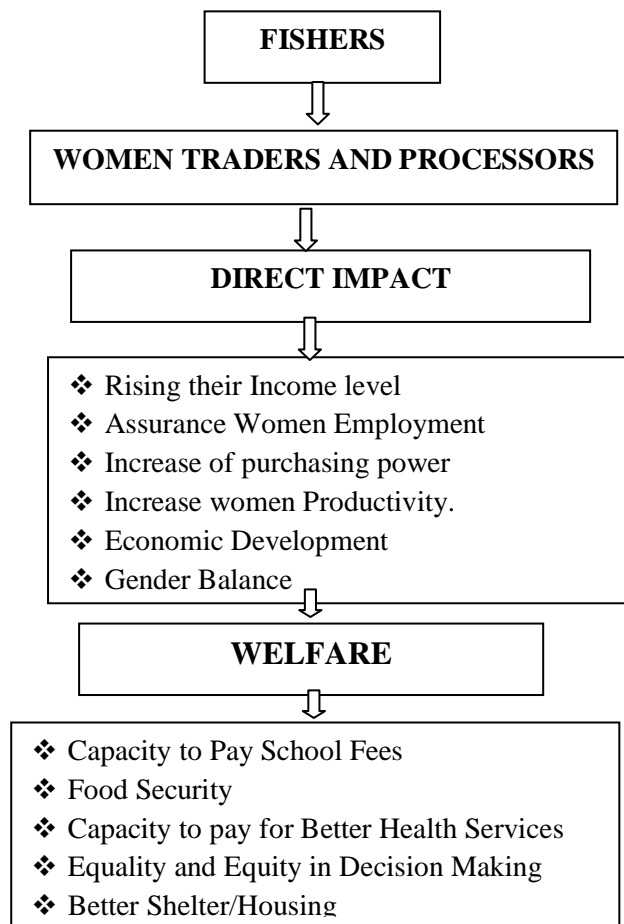 FISHERS
WOMEN TRADERS AND PROCESSORS
DIRECT IMPACT
❖ Rising their Income level
❖ Assurance Women Employment
❖ Increase of purchasing power
❖ Increase women Productivity.
❖ Economic Development
❖ Gender Balance
WELFARE
❖ Capacity to Pay School Fees
❖ Food Security
❖ Capacity to pay for Better Health Services
❖ Equality and Equity in Decision Making
❖ Better Shelter/Housing